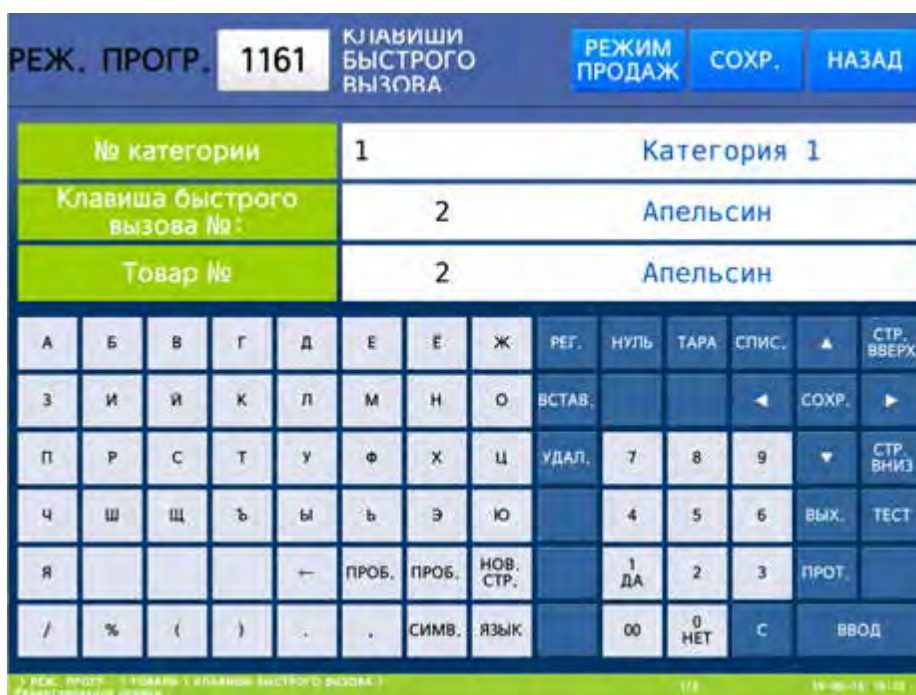 РЕЖ. ПРОГР. 1161 КЛАВИШИ БЫСТРОГО ВЫЗОВА РЕЖИМ ПРОДАЖ СОХР. НАЗАД
№ категории 1 Категория 1
Клавиша быстрого вызова №: 2 Апельсин
Товар № 2 Апельсин
А Б В Г Д Е Ё Ж РЕГ. НУЛЬ ТАРА СПИС. ▲ СТР. ВВЕРХ
З И Й К Л М Н О ВСТАВ. ◀ СОХР. ▶
П Р С Т У Ф Х Ц УДАЛ. 7 8 9 ▼ СТР. ВНИЗ
Ч Ш Щ Ъ Ы Ь Э Ю 4 5 6 ВЫХ. ТЕСТ
Я ← ПРОБ. ПРОБ. НОВ. СТР. 1 ДА 2 3 ПРОТ.
/ % ( ) . , СИМВ. ЯЗЫК 00 0 НЕТ C ВВОД